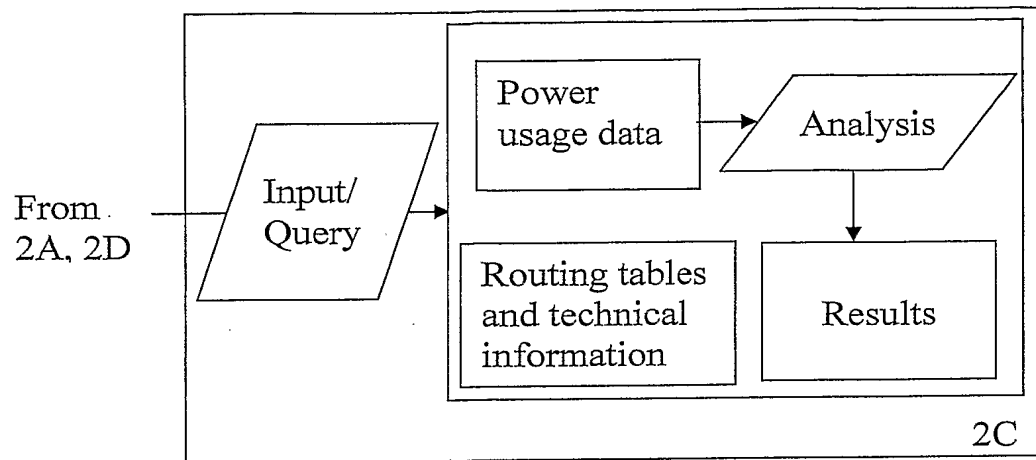 From
2A, 2D
Input/
Query
Power
usage data
Analysis
Routing tables
and technical
information
Results
2C